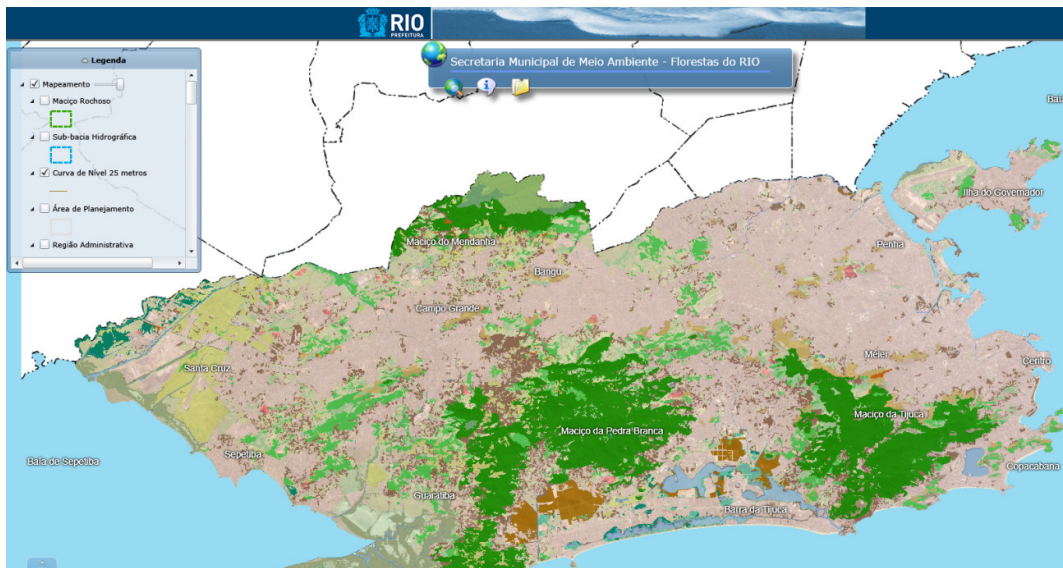 RIO
PREFEITURA
Legenda
Mapeamento
Maciço Rochoso
Sub-bacia Hidrográfica
Curva de Nível 25 metros
Área de Planejamento
Região Administrativa
Secretaria Municipal de Meio Ambiente - Florestas do RIO
Baí
Ilha do Governador
Maciço do Mendanha
Penha
Bangu
Campo Grande
Méier
Centro
Santa Cruz
Maciço da Tijuca
Maciço da Pedra Branca
Sepetiba
Baía de Sepetiba
Copacabana
Guaratiba
Barra da Tijuca